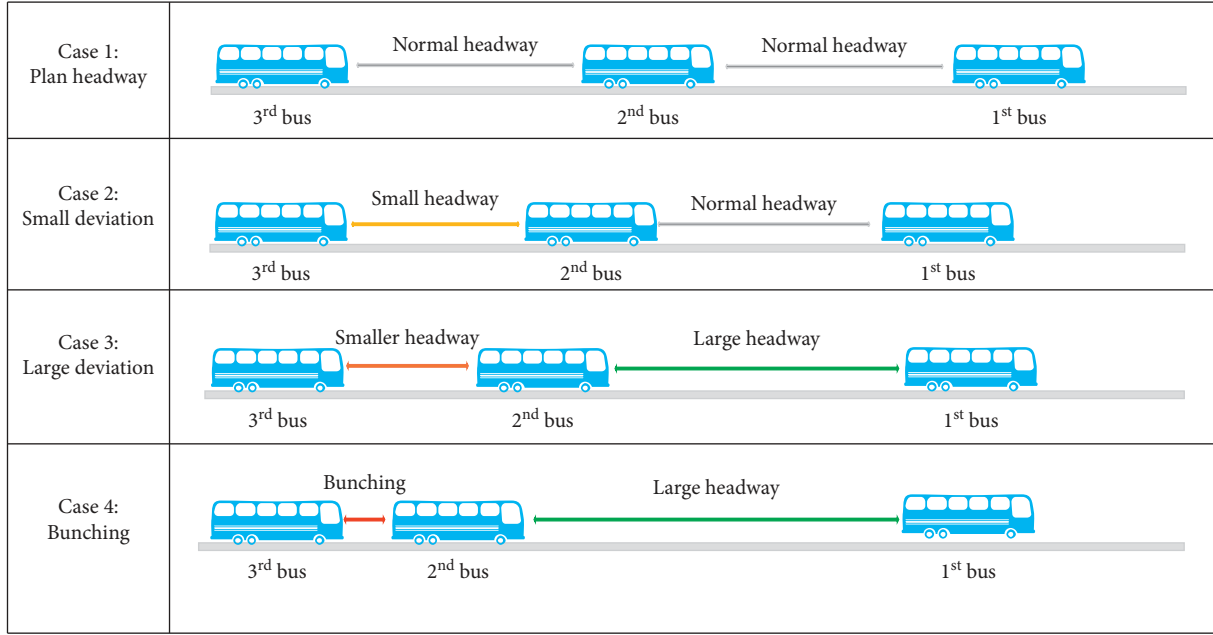 Case 1:
Plan headway
Normal headway
Normal headway
3rd bus
2nd bus
1st bus
Case 2:
Small deviation
Small headway
Normal headway
3rd bus
2nd bus
1st bus
Case 3:
Large deviation
Smaller headway
Large headway
3rd bus
2nd bus
1st bus
Case 4:
Bunching
Bunching
Large headway
3rd bus
2nd bus
1st bus